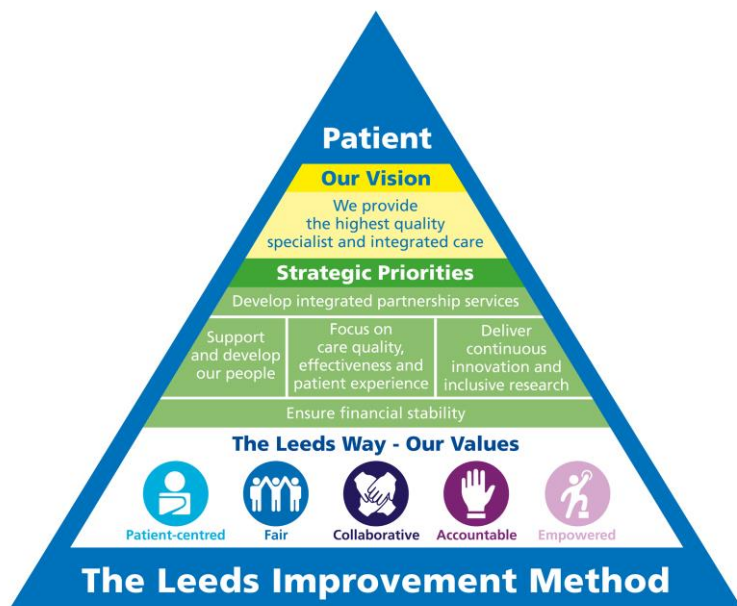 Patient
Our Vision
We provide
the highest quality
specialist and integrated care
Strategic Priorities
Develop integrated partnership services
Support
and develop
our people
Focus on
care quality,
effectiveness and
patient experience
Deliver
continuous
innovation and
inclusive research
Ensure financial stability
The Leeds Way - Our Values
Patient-centred
Fair
Collaborative
Accountable
Empowered
The Leeds Improvement Method